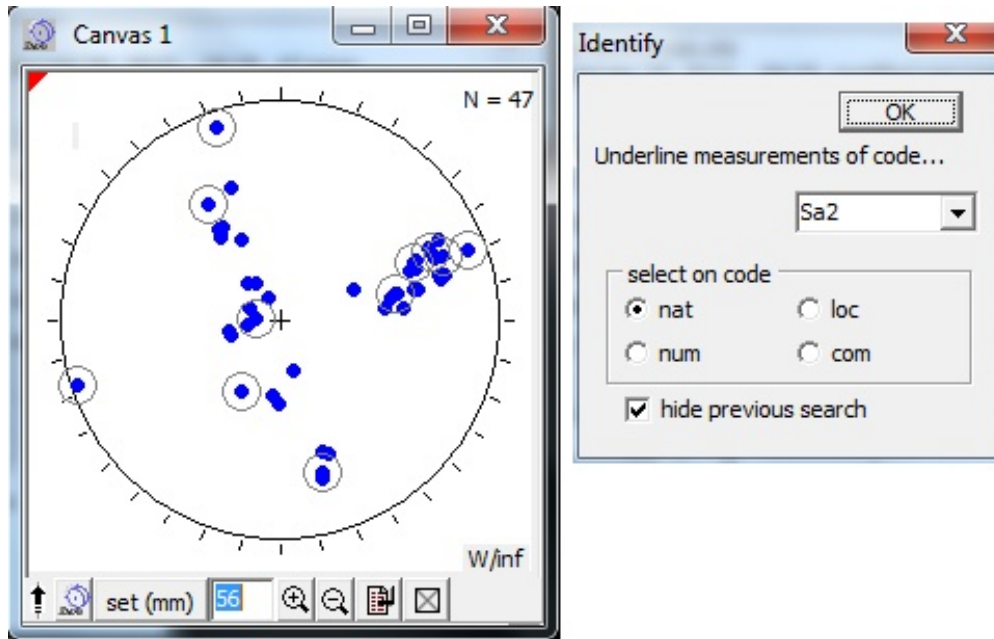 Canvas 1
N = 47
W/inf
set (mm) 56
Identify
OK
Underline measurements of code...
Sa2
select on code
nat loc
num com
hide previous search